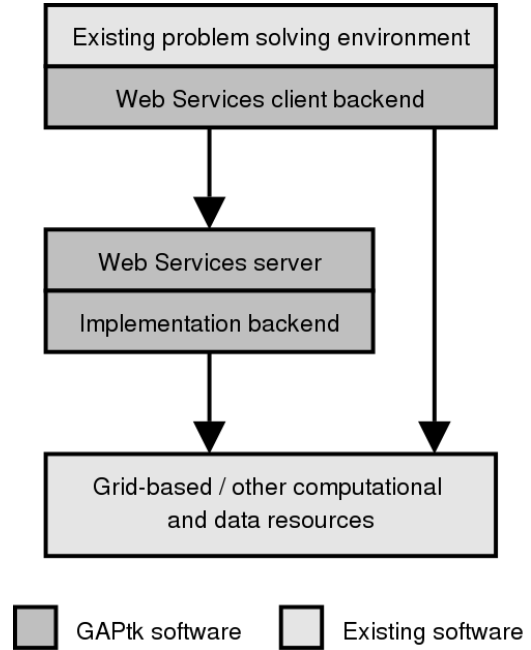 Existing problem solving environment
Web Services client backend
Web Services server
Implementation backend
Grid-based / other computational
and data resources
GAPtk software
Existing software